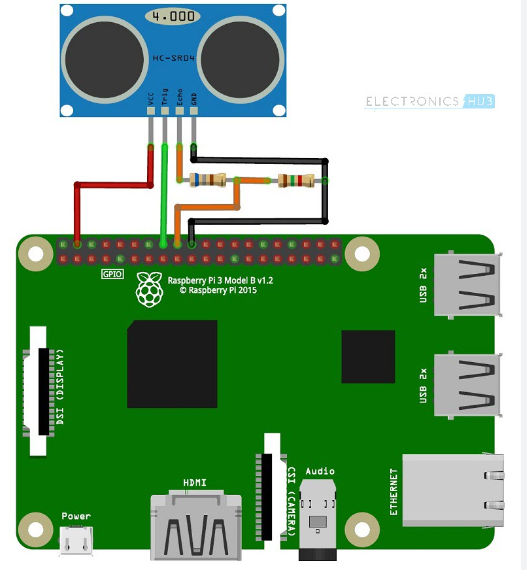 4.000
HC-SR04
VCC
Trig
Echo
GND
ELECTRONICS HUB
GPIO
Raspberry Pi 3 Model B v1.2
© Raspberry Pi 2015
USB 2x
DSI (DISPLAY)
USB 2x
HDMI
CSI (CAMERA)
Audio
ETHERNET
Power